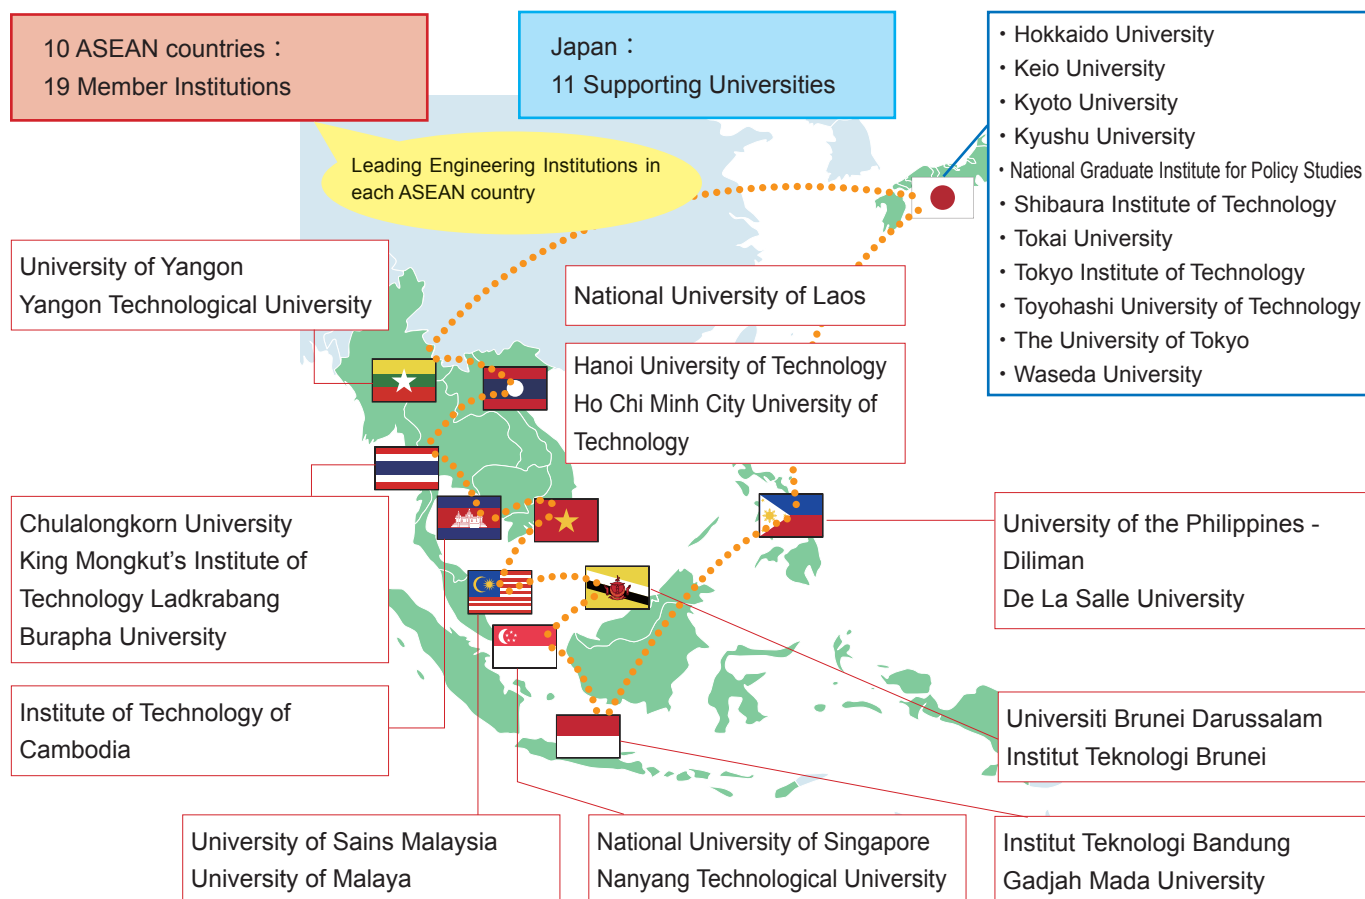 10 ASEAN countries：
19 Member Institutions
Japan：
11 Supporting Universities
・Hokkaido University
・Keio University
・Kyoto University
・Kyushu University
・National Graduate Institute for Policy Studies
・Shibaura Institute of Technology
・Tokai University
・Tokyo Institute of Technology
・Toyohashi University of Technology
・The University of Tokyo
・Waseda University
Leading Engineering Institutions in
each ASEAN country
University of Yangon
Yangon Technological University
National University of Laos
Hanoi University of Technology
Ho Chi Minh City University of
Technology
Chulalongkorn University
King Mongkut’s Institute of
Technology Ladkrabang
Burapha University
University of the Philippines -
Diliman
De La Salle University
Institute of Technology of
Cambodia
Universiti Brunei Darussalam
Institut Teknologi Brunei
University of Sains Malaysia
University of Malaya
National University of Singapore
Nanyang Technological University
Institut Teknologi Bandung
Gadjah Mada University